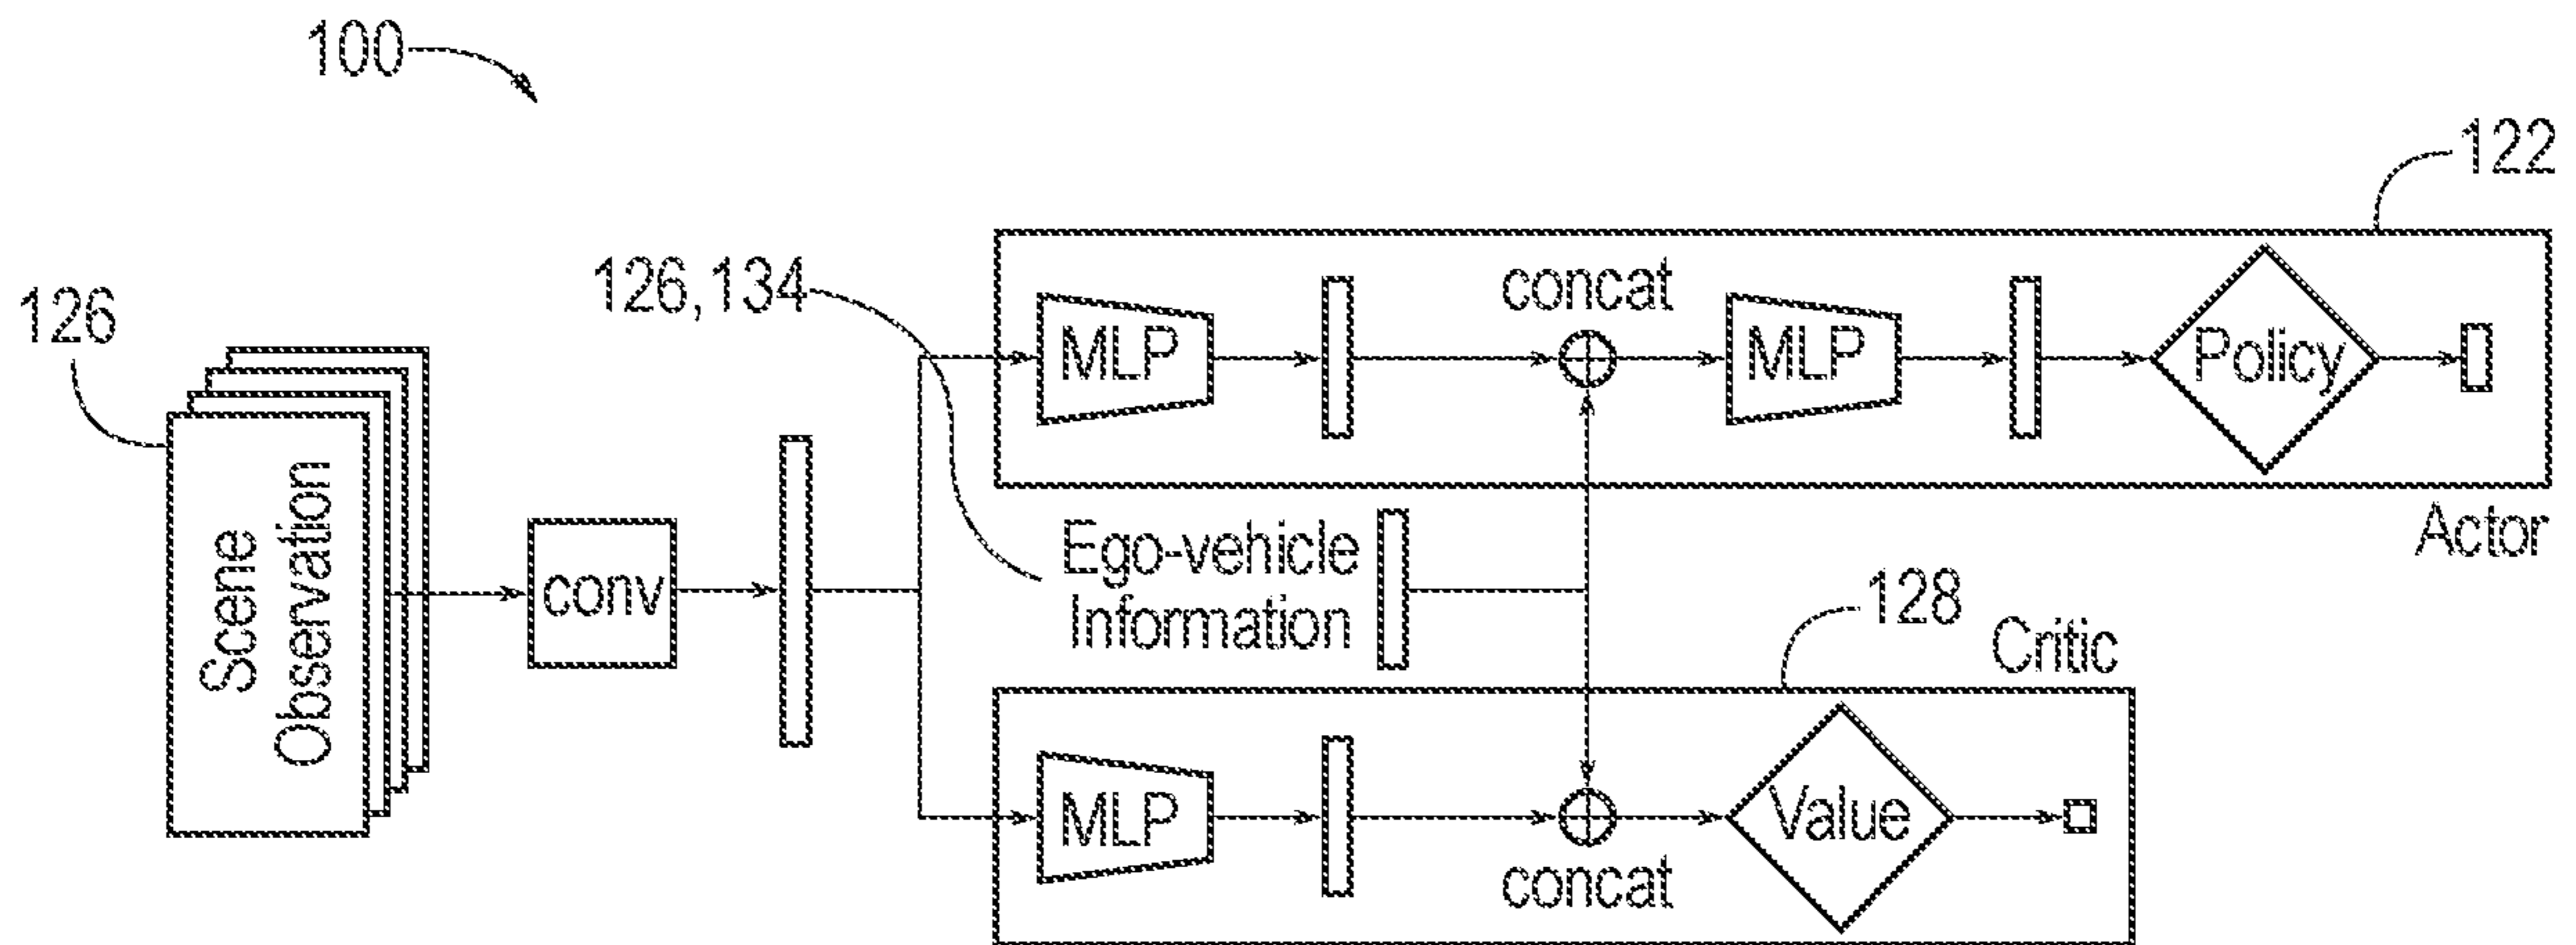 100
122
126,134
concat
126
MLP
MLP
Policy
Scene
Observation
conv
Ego-vehicle
Information
Actor
128
Critic
MLP
Value
concat